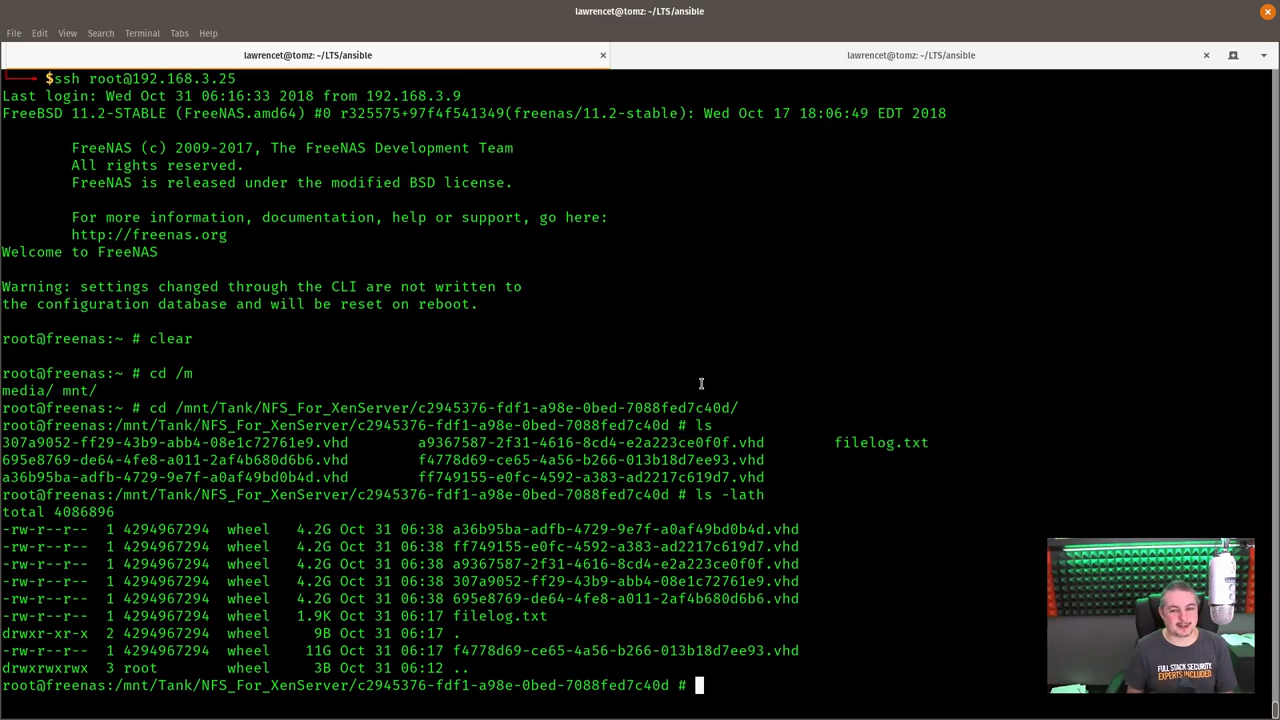 lawrencet@tomz: ~/LTS/ansible
File Edit View Search Terminal Tabs Help
lawrencet@tomz: ~/LTS/ansible × lawrencet@tomz: ~/LTS/ansible ×
$ssh root@192.168.3.25
Last login: Wed Oct 31 06:16:33 2018 from 192.168.3.9
FreeBSD 11.2-STABLE (FreeNAS.amd64) #0 r325575+97f4f541349(freenas/11.2-stable): Wed Oct 17 18:06:49 EDT 2018
FreeNAS (c) 2009-2017, The FreeNAS Development Team
All rights reserved.
FreeNAS is released under the modified BSD license.
For more information, documentation, help or support, go here:
http://freenas.org
Welcome to FreeNAS
Warning: settings changed through the CLI are not written to
the configuration database and will be reset on reboot.
root@freenas:~ # clear
root@freenas:~ # cd /m
media/ mnt/
root@freenas:~ # cd /mnt/Tank/NFS_For_XenServer/c2945376-fdf1-a98e-0bed-7088fed7c40d/
root@freenas:/mnt/Tank/NFS_For_XenServer/c2945376-fdf1-a98e-0bed-7088fed7c40d # ls
307a9052-ff29-43b9-abb4-08e1c72761e9.vhd a9367587-2f31-4616-8cd4-e2a223ce0f0f.vhd filelog.txt
695e8769-de64-4fe8-a011-2af4b680d6b6.vhd f4778d69-ce65-4a56-b266-013b18d7ee93.vhd
a36b95ba-adfb-4729-9e7f-a0af49bd0b4d.vhd ff749155-e0fc-4592-a383-ad2217c619d7.vhd
root@freenas:/mnt/Tank/NFS_For_XenServer/c2945376-fdf1-a98e-0bed-7088fed7c40d # ls -lath
total 4086896
-rw-r--r-- 1 4294967294 wheel 4.2G Oct 31 06:38 a36b95ba-adfb-4729-9e7f-a0af49bd0b4d.vhd
-rw-r--r-- 1 4294967294 wheel 4.2G Oct 31 06:38 ff749155-e0fc-4592-a383-ad2217c619d7.vhd
-rw-r--r-- 1 4294967294 wheel 4.2G Oct 31 06:38 a9367587-2f31-4616-8cd4-e2a223ce0f0f.vhd
-rw-r--r-- 1 4294967294 wheel 4.2G Oct 31 06:38 307a9052-ff29-43b9-abb4-08e1c72761e9.vhd
-rw-r--r-- 1 4294967294 wheel 4.2G Oct 31 06:38 695e8769-de64-4fe8-a011-2af4b680d6b6.vhd
-rw-r--r-- 1 4294967294 wheel 1.9K Oct 31 06:17 filelog.txt
drwxr-xr-x 2 4294967294 wheel 9B Oct 31 06:17 .
-rw-r--r-- 1 4294967294 wheel 11G Oct 31 06:17 f4778d69-ce65-4a56-b266-013b18d7ee93.vhd
drwxrwxrwx 3 root wheel 3B Oct 31 06:12 ..
root@freenas:/mnt/Tank/NFS_For_XenServer/c2945376-fdf1-a98e-0bed-7088fed7c40d #
FULL STACK SECURITY.
EXPERTS INCLUDED.